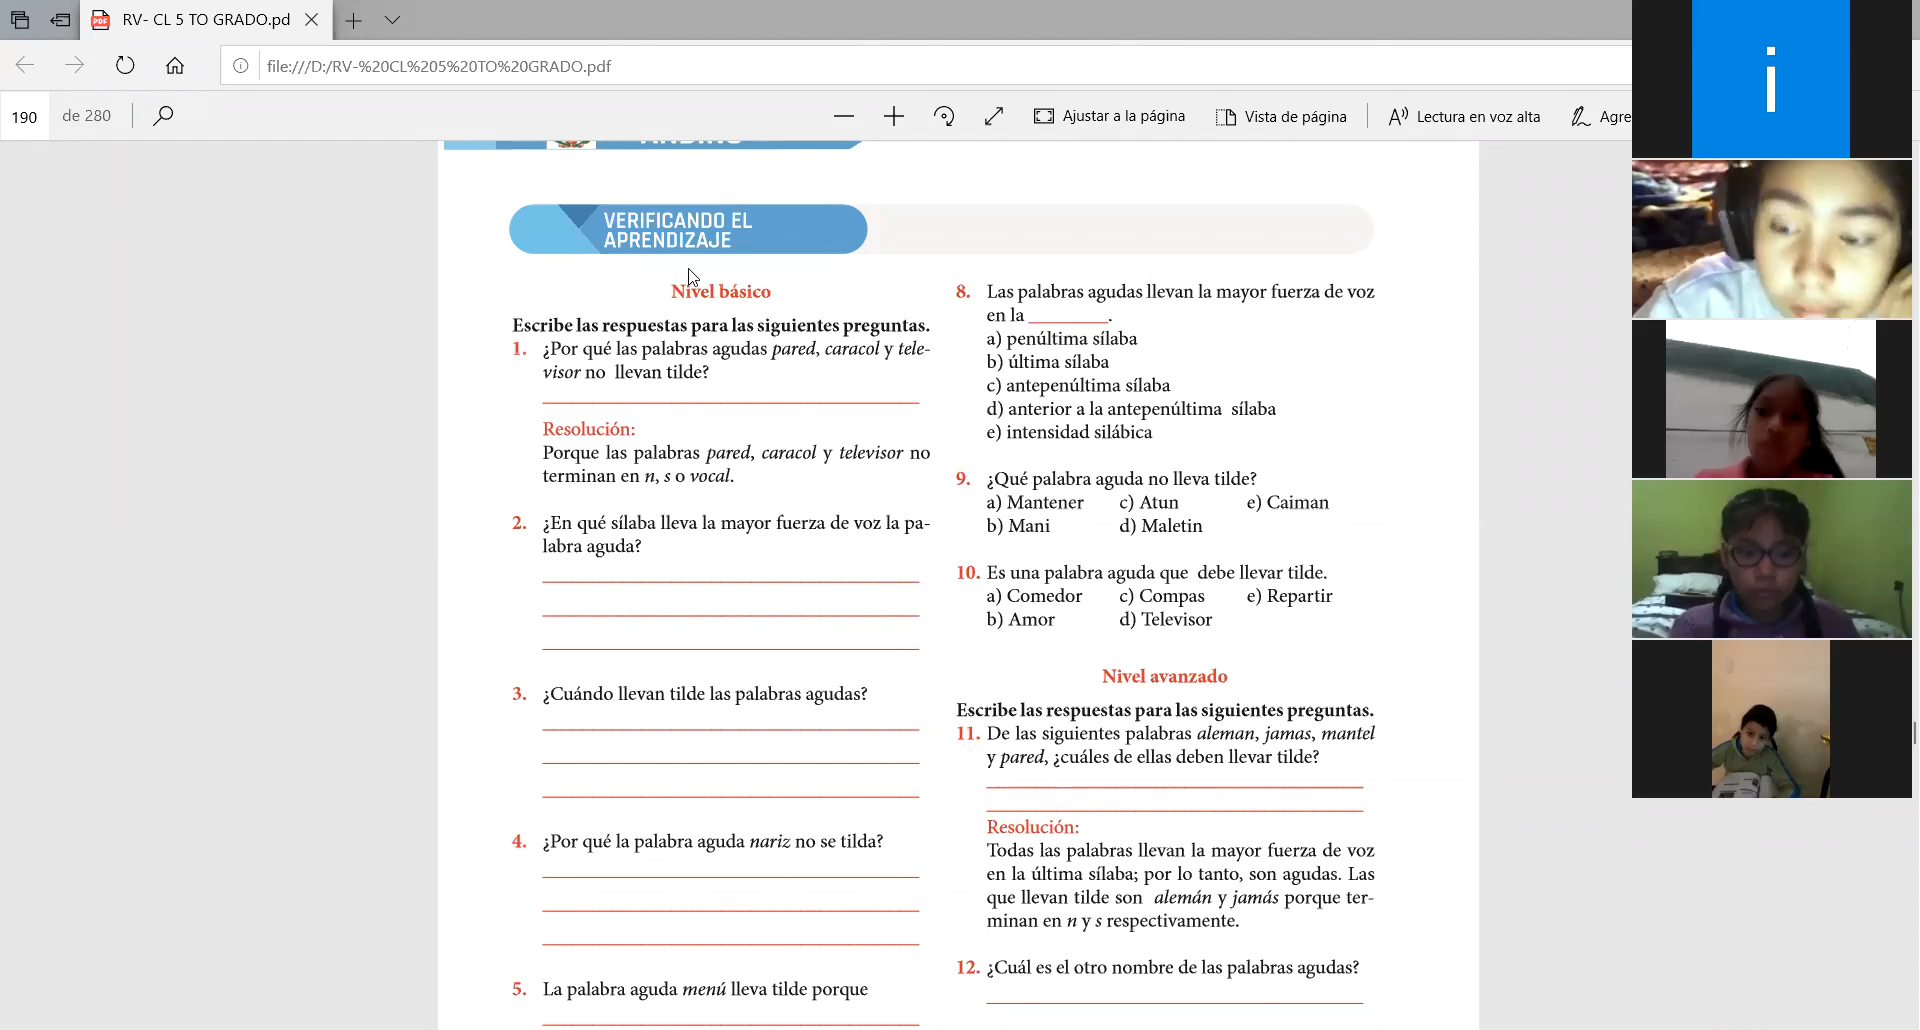 RV- CL 5 TO GRADO.pd
file:///D:/RV-%20CL%205%20TO%20GRADO.pdf
190 de 280
Ajustar a la página
Vista de página
Lectura en voz alta
Agre
i
ANDINO
VERIFICANDO EL
APRENDIZAJE
Nivel básico
Escribe las respuestas para las siguientes preguntas.
1. ¿Por qué las palabras agudas pared, caracol y tele-
visor no llevan tilde?
Resolución:
Porque las palabras pared, caracol y televisor no
terminan en n, s o vocal.
2. ¿En qué sílaba lleva la mayor fuerza de voz la pa-
labra aguda?
3. ¿Cuándo llevan tilde las palabras agudas?
4. ¿Por qué la palabra aguda nariz no se tilda?
5. La palabra aguda menú lleva tilde porque
8. Las palabras agudas llevan la mayor fuerza de voz
en la ________.
a) penúltima sílaba
b) última sílaba
c) antepenúltima sílaba
d) anterior a la antepenúltima sílaba
e) intensidad silábica
9. ¿Qué palabra aguda no lleva tilde?
a) Mantener c) Atun e) Caiman
b) Mani d) Maletin
10. Es una palabra aguda que debe llevar tilde.
a) Comedor c) Compas e) Repartir
b) Amor d) Televisor
Nivel avanzado
Escribe las respuestas para las siguientes preguntas.
11. De las siguientes palabras aleman, jamas, mantel
y pared, ¿cuáles de ellas deben llevar tilde?
Resolución:
Todas las palabras llevan la mayor fuerza de voz
en la última sílaba; por lo tanto, son agudas. Las
que llevan tilde son alemán y jamás porque ter-
minan en n y s respectivamente.
12. ¿Cuál es el otro nombre de las palabras agudas?